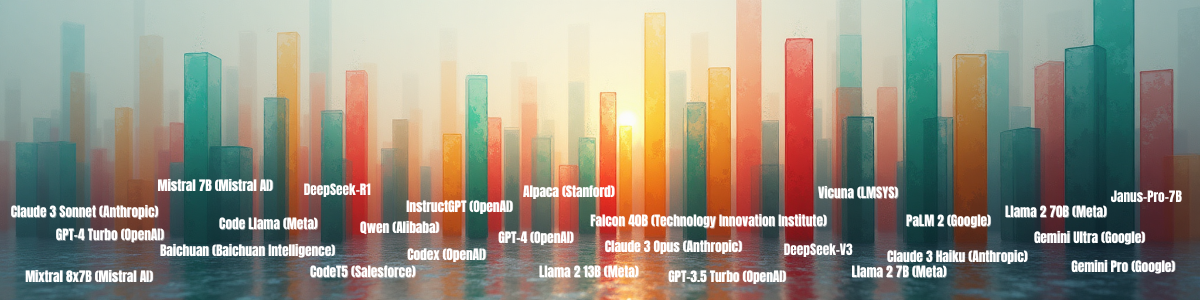 Mistral 7B (Mistral AI)
DeepSeek-R1
Alpaca (Stanford)
Vicuna (LMSYS)
Janus-Pro-7B
Claude 3 Sonnet (Anthropic)
InstructGPT (OpenAI)
Llama 2 70B (Meta)
Code Llama (Meta)
Qwen (Alibaba)
Falcon 40B (Technology Innovation Institute)
PaLM 2 (Google)
GPT-4 Turbo (OpenAI)
GPT-4 (OpenAI)
Gemini Ultra (Google)
Baichuan (Baichuan Intelligence)
Codex (OpenAI)
Claude 3 Opus (Anthropic)
DeepSeek-V3
Claude 3 Haiku (Anthropic)
Gemini Pro (Google)
Mixtral 8x7B (Mistral AI)
CodeT5 (Salesforce)
Llama 2 13B (Meta)
GPT-3.5 Turbo (OpenAI)
Llama 2 7B (Meta)